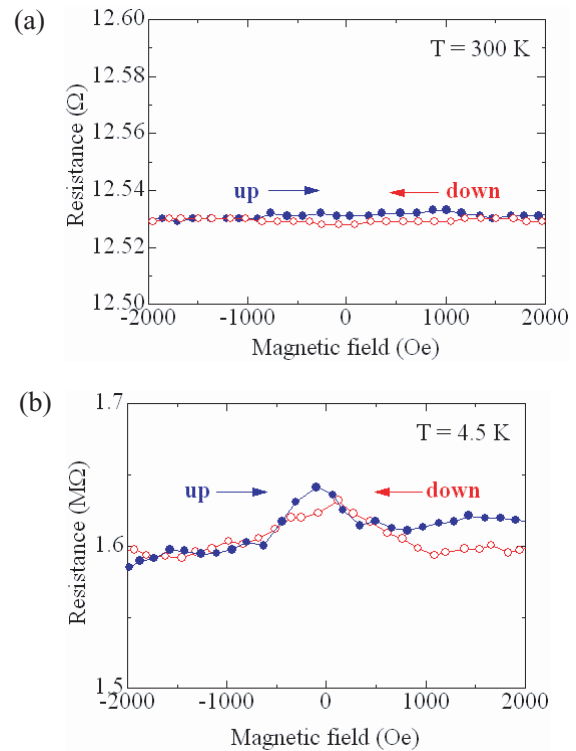 (a)
T = 300 K
Resistance (Ω)
12.60
12.58
12.56
12.54
12.52
12.50
up
down
-2000
-1000
0
1000
2000
Magnetic field (Oe)
(b)
T = 4.5 K
Resistance (MΩ)
1.7
1.6
1.5
up
down
-2000
-1000
0
1000
2000
Magnetic field (Oe)